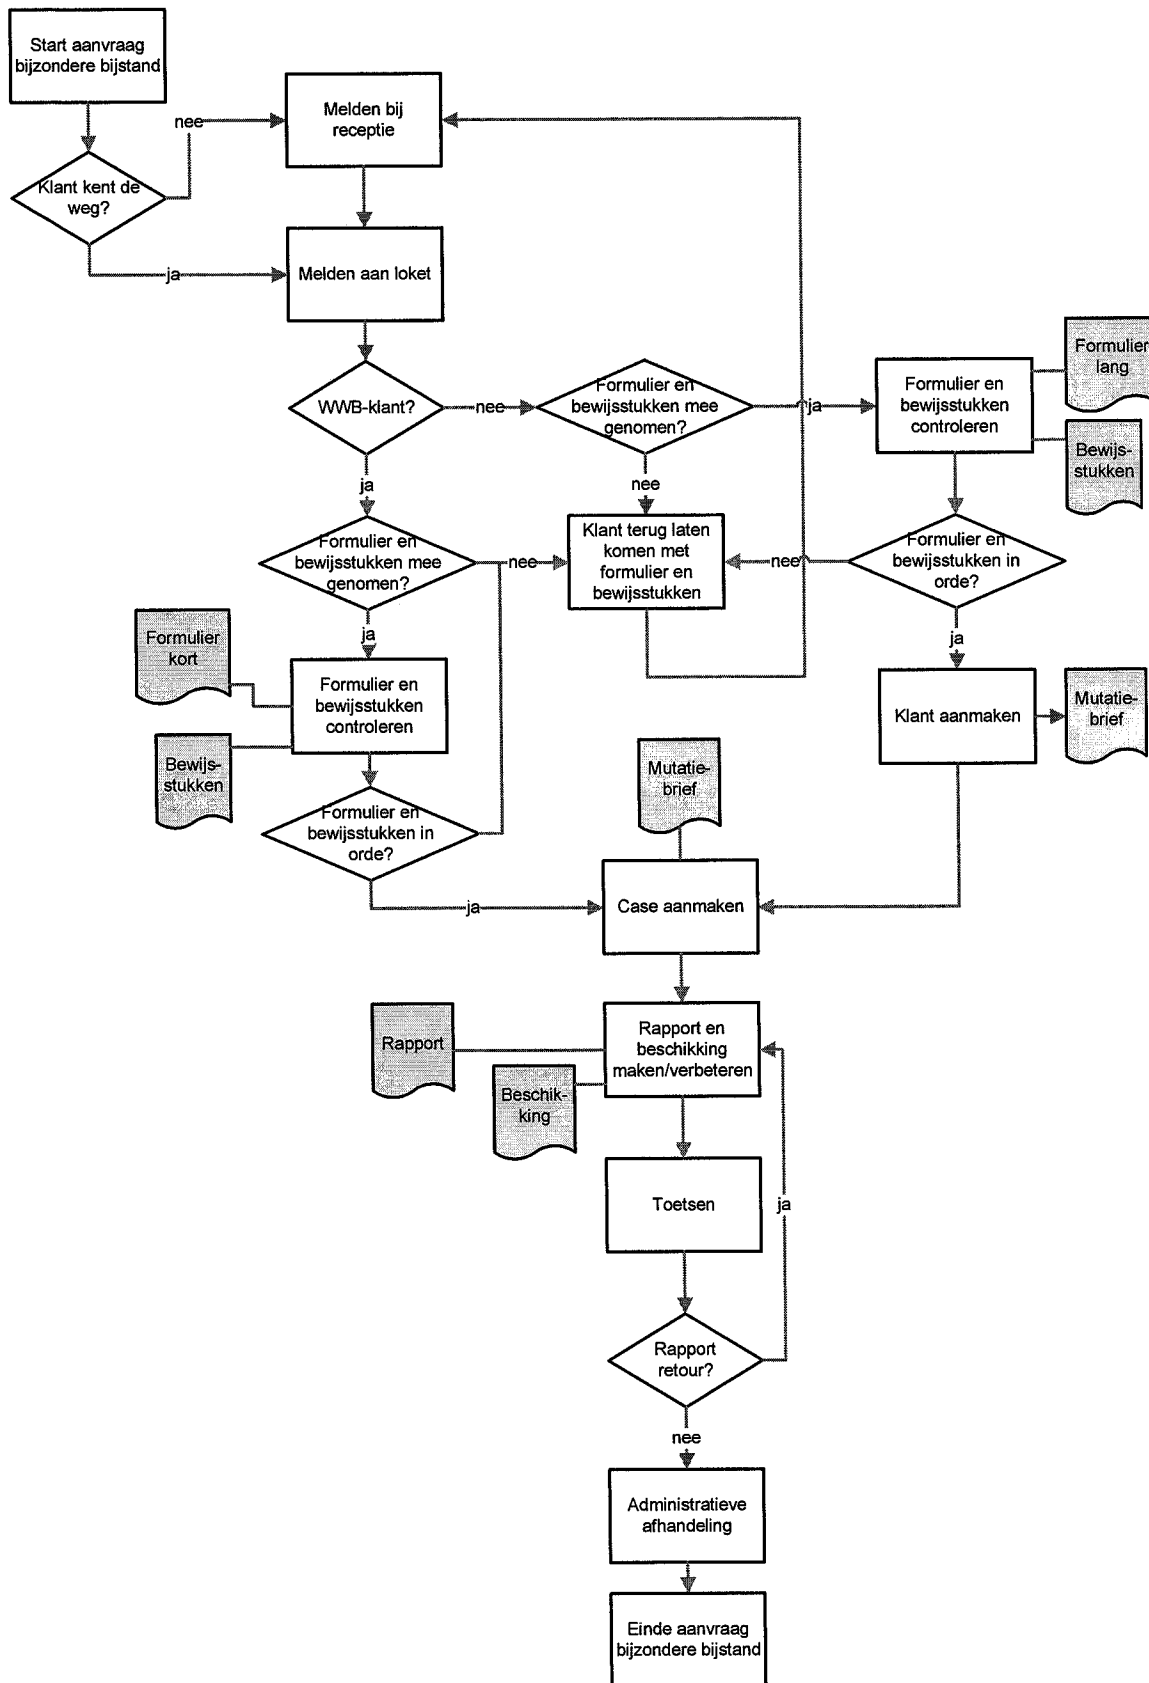 Start aanvraag
bijzondere bijstand
Melden bij
receptie
nee
Klant kent de
weg?
ja
Melden aan loket
WWB-klant?
nee
Formulier en
bewijsstukken mee
genomen?
ja
Formulier en
bewijsstukken
controleren
Formulier
lang
Bewijs-
stukken
ja
nee
Formulier en
bewijsstukken mee
genomen?
nee
Klant terug laten
komen met
formulier en
bewijsstukken
nee
Formulier en
bewijsstukken in
orde?
ja
ja
Formulier
kort
Formulier en
bewijsstukken
controleren
Klant aanmaken
Mutatie-
brief
Bewijs-
stukken
Mutatie-
brief
Formulier en
bewijsstukken in
orde?
ja
Case aanmaken
Rapport
Rapport en
beschikking
maken/verbeteren
Beschik-
king
Toetsen
ja
Rapport
retour?
nee
Administratieve
afhandeling
Einde aanvraag
bijzondere bijstand